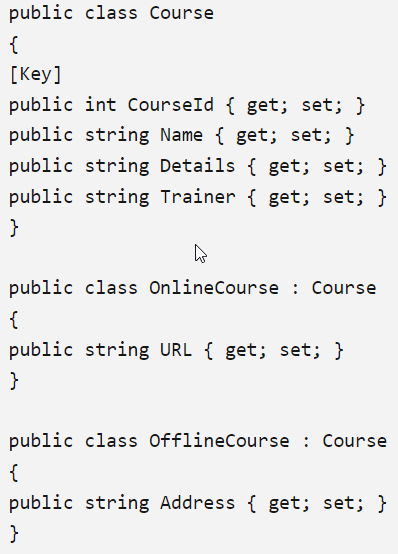 public class Course
{
[Key]
public int CourseId { get; set; }
public string Name { get; set; }
public string Details { get; set; }
public string Trainer { get; set; }
}
public class OnlineCourse : Course
{
public string URL { get; set; }
}
public class OfflineCourse : Course
{
public string Address { get; set; }
}